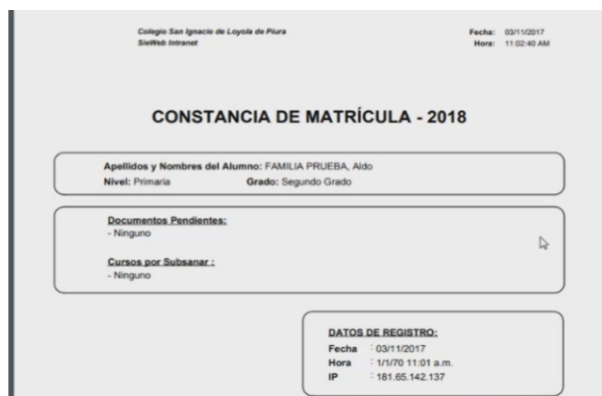 Colegio San Ignacio de Loyola de Piura
SieWeb Intranet
Fecha: 03/11/2017
Hora: 11:02:40 AM
CONSTANCIA DE MATRÍCULA - 2018
Apellidos y Nombres del Alumno: FAMILIA PRUEBA, Aldo
Nivel: Primaria Grado: Segundo Grado
Documentos Pendientes:
- Ninguno
Cursos por Subsanar :
- Ninguno
DATOS DE REGISTRO:
Fecha : 03/11/2017
Hora : 1/1/70 11:01 a.m.
IP : 181.65.142.137